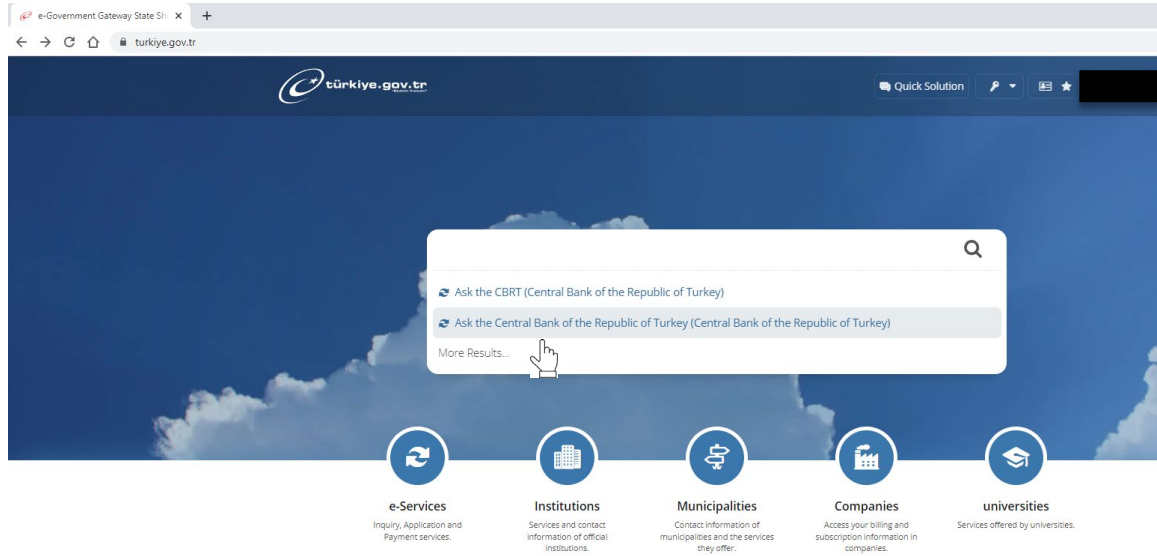 e-Government Gateway State Sh
turkiye.gov.tr
türkiye.gov.tr
Quick Solution
Ask the CBRT (Central Bank of the Republic of Turkey)
Ask the Central Bank of the Republic of Turkey (Central Bank of the Republic of Turkey)
More Results...
e-Services
Inquiry, Application and
Payment services.
Institutions
Services and contact
information of official
institutions.
Municipalities
Contact information of
municipalities and the services
they offer.
Companies
Access your billing and
subscription information in
companies.
universities
Services offered by universities.